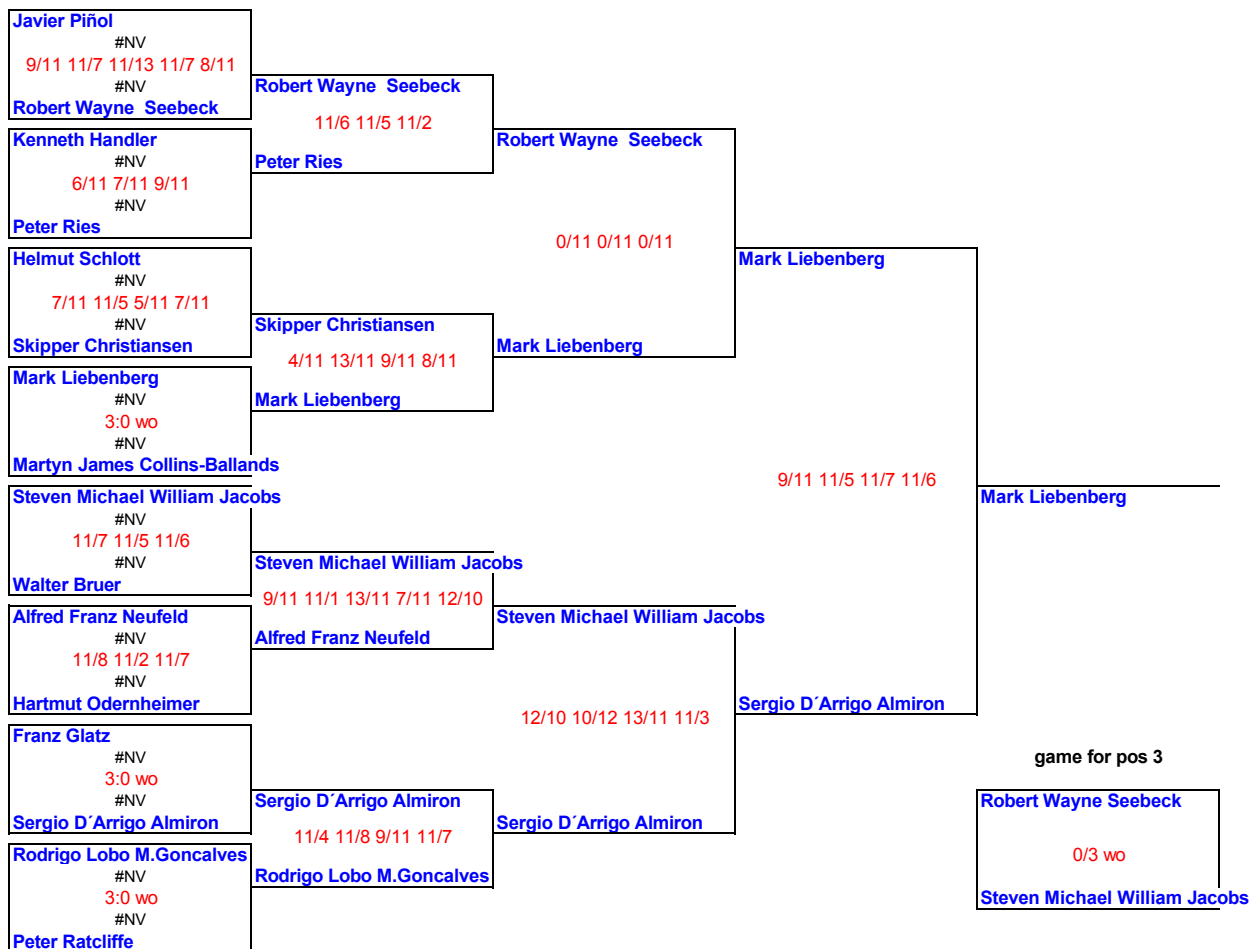 Javier Piñol
#NV
9/11 11/7 11/13 11/7 8/11
#NV
Robert Wayne  Seebeck
Kenneth Handler
#NV
6/11 7/11 9/11
#NV
Peter Ries
Helmut Schlott
#NV
7/11 11/5 5/11 7/11
#NV
Skipper Christiansen
Mark Liebenberg
#NV
3:0 wo
#NV
Martyn James Collins-Ballands
Steven Michael William Jacobs
#NV
11/7 11/5 11/6
#NV
Walter Bruer
Alfred Franz Neufeld
#NV
11/8 11/2 11/7
#NV
Hartmut Odernheimer
Franz Glatz
#NV
3:0 wo
#NV
Sergio D´Arrigo Almiron
Rodrigo Lobo M.Goncalves
#NV
3:0 wo
#NV
Peter Ratcliffe
Robert Wayne  Seebeck
11/6 11/5 11/2
Peter Ries
Skipper Christiansen
4/11 13/11 9/11 8/11
Mark Liebenberg
Steven Michael William Jacobs
9/11 11/1 13/11 7/11 12/10
Alfred Franz Neufeld
Sergio D´Arrigo Almiron
11/4 11/8 9/11 11/7
Rodrigo Lobo M.Goncalves
Robert Wayne  Seebeck
0/11 0/11 0/11
Mark Liebenberg
Steven Michael William Jacobs
12/10 10/12 13/11 11/3
Sergio D´Arrigo Almiron
Mark Liebenberg
9/11 11/5 11/7 11/6
Sergio D´Arrigo Almiron
Mark Liebenberg
game for pos 3
Robert Wayne Seebeck
0/3 wo
Steven Michael William Jacobs